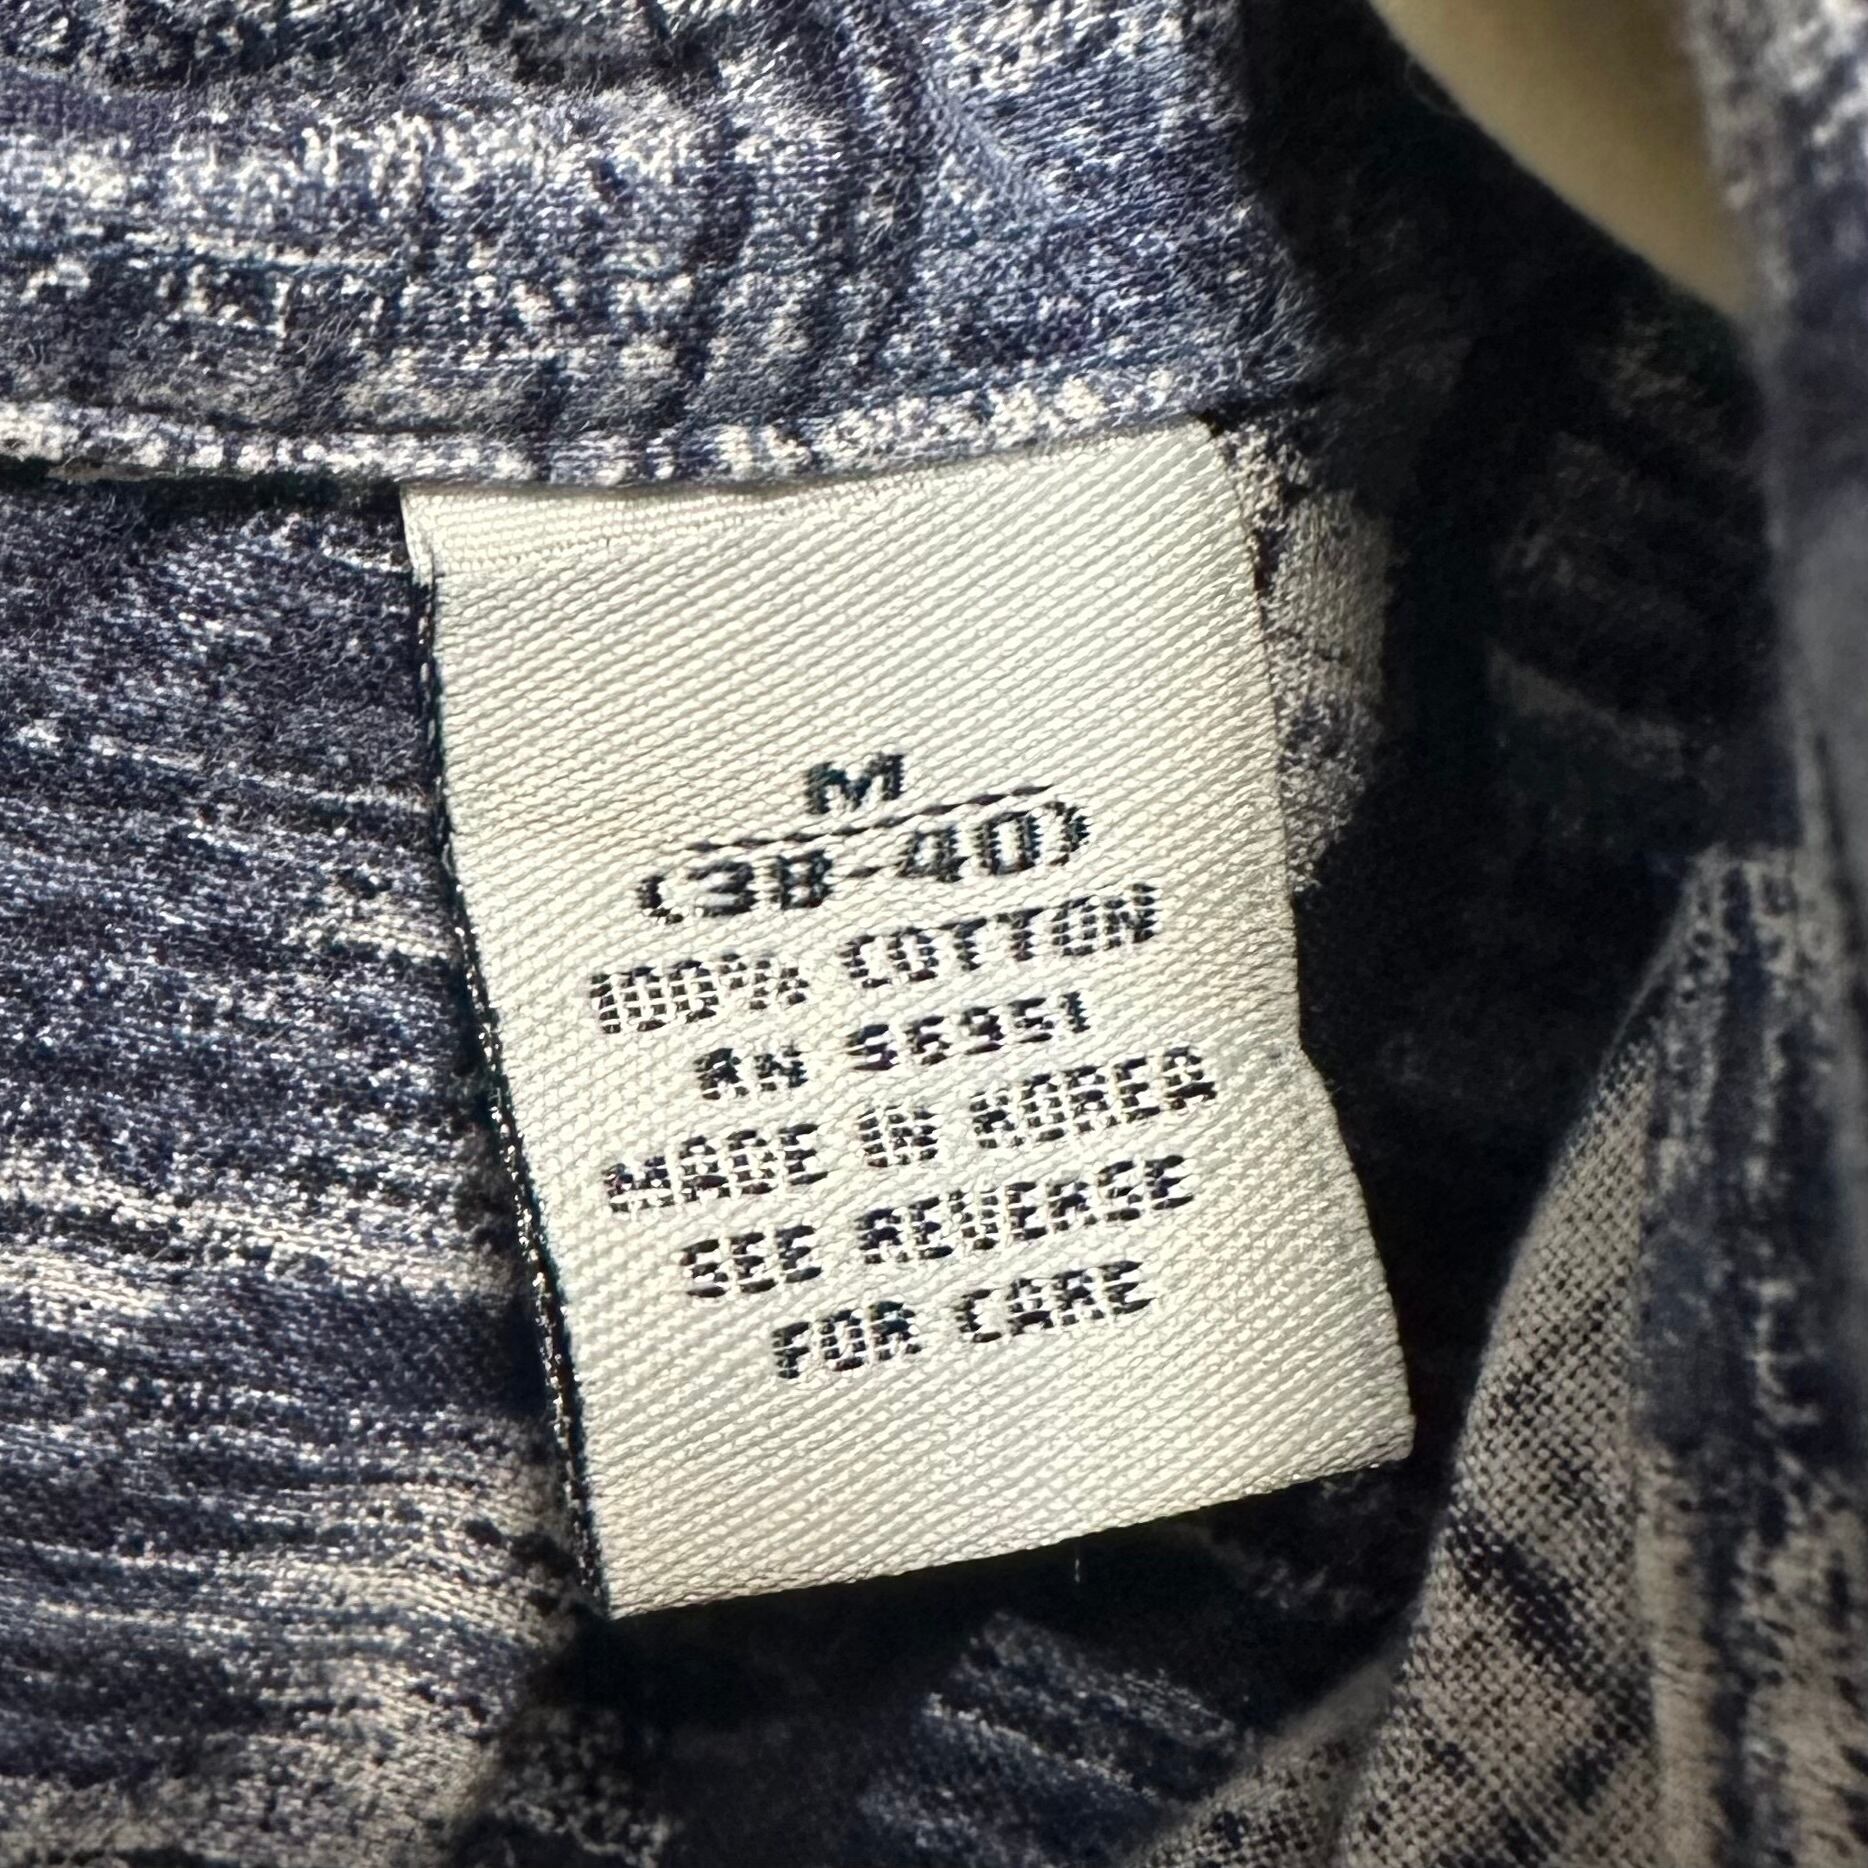 M
(38-40)
100% COTTON
RN 56951
MADE IN KOREA
SEE REVERSE
FOR CARE